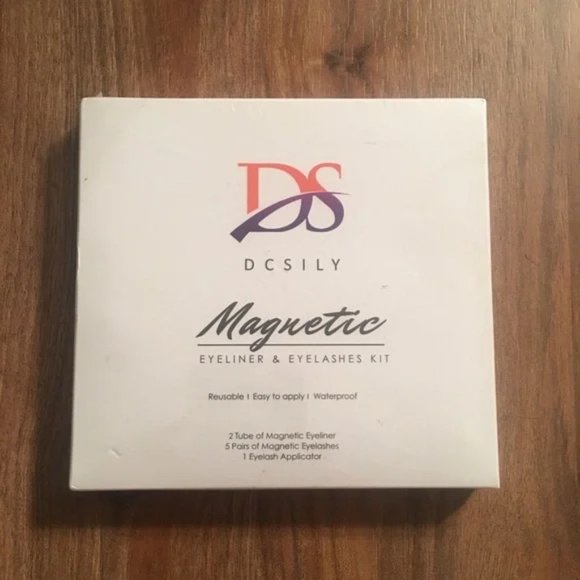 DS
DCSILY
Magnetic
EYELINER & EYELASHES KIT
Reusable I Easy to apply I Waterproof
2 Tube of Magnetic Eyeliner
5 Pairs of Magnetic Eyelashes
1 Eyelash Applicator